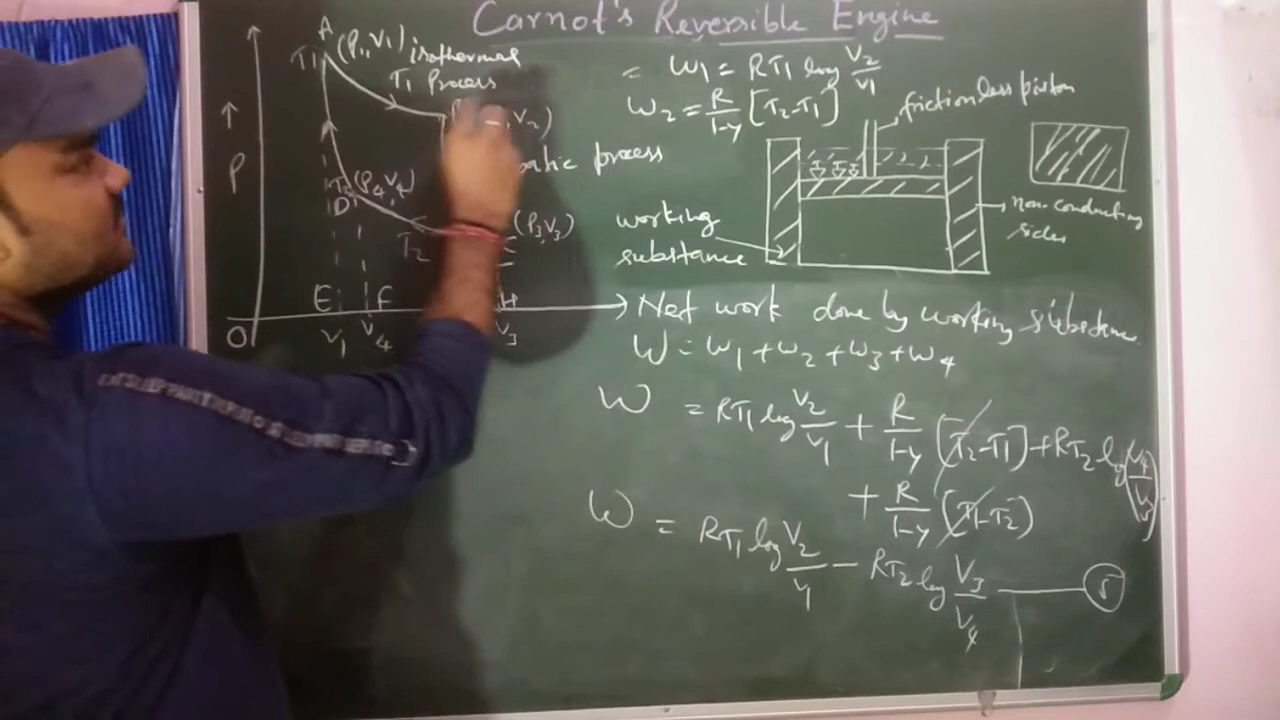 Carnot's Reversible Engine
A
T1
(P1, V1) isothermal
T1 Process
, V2)
process
P
T2 (P4, V4)
D
(P3, V3)
T2
E F H
O
V1 V4 V3
= W1 = RT1 log V2/V1
W2 = R/1-γ [T2-T1]
frictionless piston
non-conducting
sides
working
substance
Net work done by working substance
W = W1 + W2 + W3 + W4
W = RT1 log V2/V1 + R/1-γ [T2-T1] + RT2 log (V4/V3)
+ R/1-γ (T1-T2)
W = RT1 log V2/V1 - RT2 log V3/V4 5